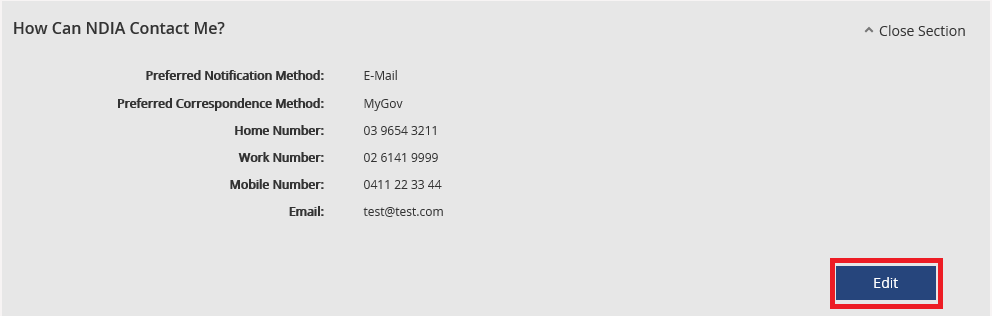 How Can NDIA Contact Me?
Close Section
Preferred Notification Method: E-Mail
Preferred Correspondence Method: MyGov
Home Number: 03 9654 3211
Work Number: 02 6141 9999
Mobile Number: 0411 22 33 44
Email: test@test.com
Edit